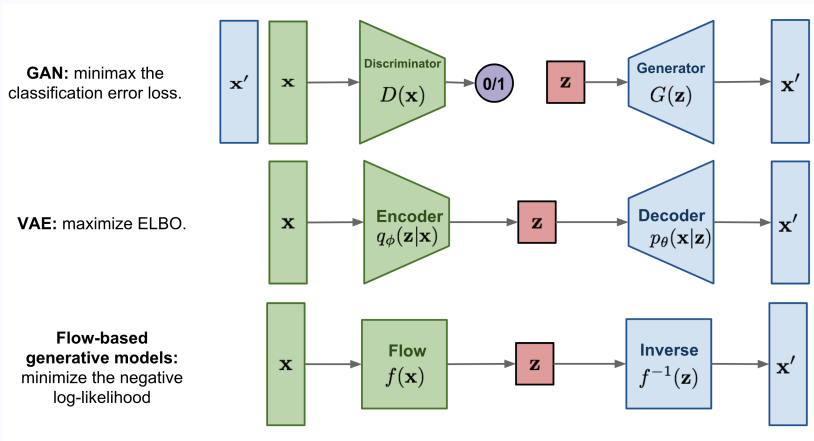 GAN: minimax the
classification error loss.
x′
x
Discriminator
D(x)
0/1
z
Generator
G(z)
x′
VAE: maximize ELBO.
x
Encoder
qϕ(z|x)
z
Decoder
pθ(x|z)
x′
Flow-based
generative models:
minimize the negative
log-likelihood
x
Flow
f(x)
z
Inverse
f⁻¹(z)
x′